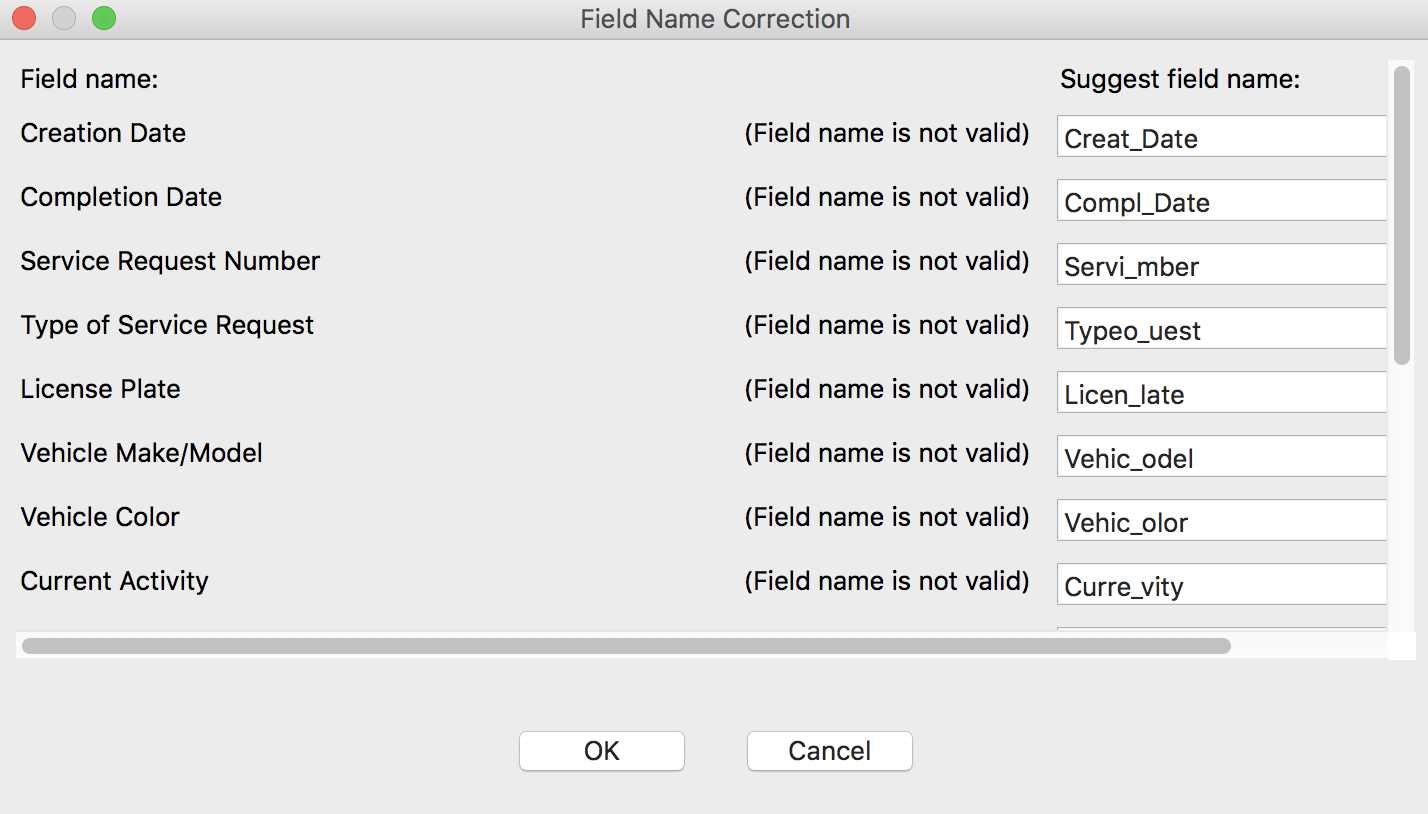 Field Name Correction
Field name: Suggest field name:
Creation Date (Field name is not valid) Creat_Date
Completion Date (Field name is not valid) Compl_Date
Service Request Number (Field name is not valid) Servi_mber
Type of Service Request (Field name is not valid) Typeo_uest
License Plate (Field name is not valid) Licen_late
Vehicle Make/Model (Field name is not valid) Vehic_odel
Vehicle Color (Field name is not valid) Vehic_olor
Current Activity (Field name is not valid) Curre_vity
OK Cancel